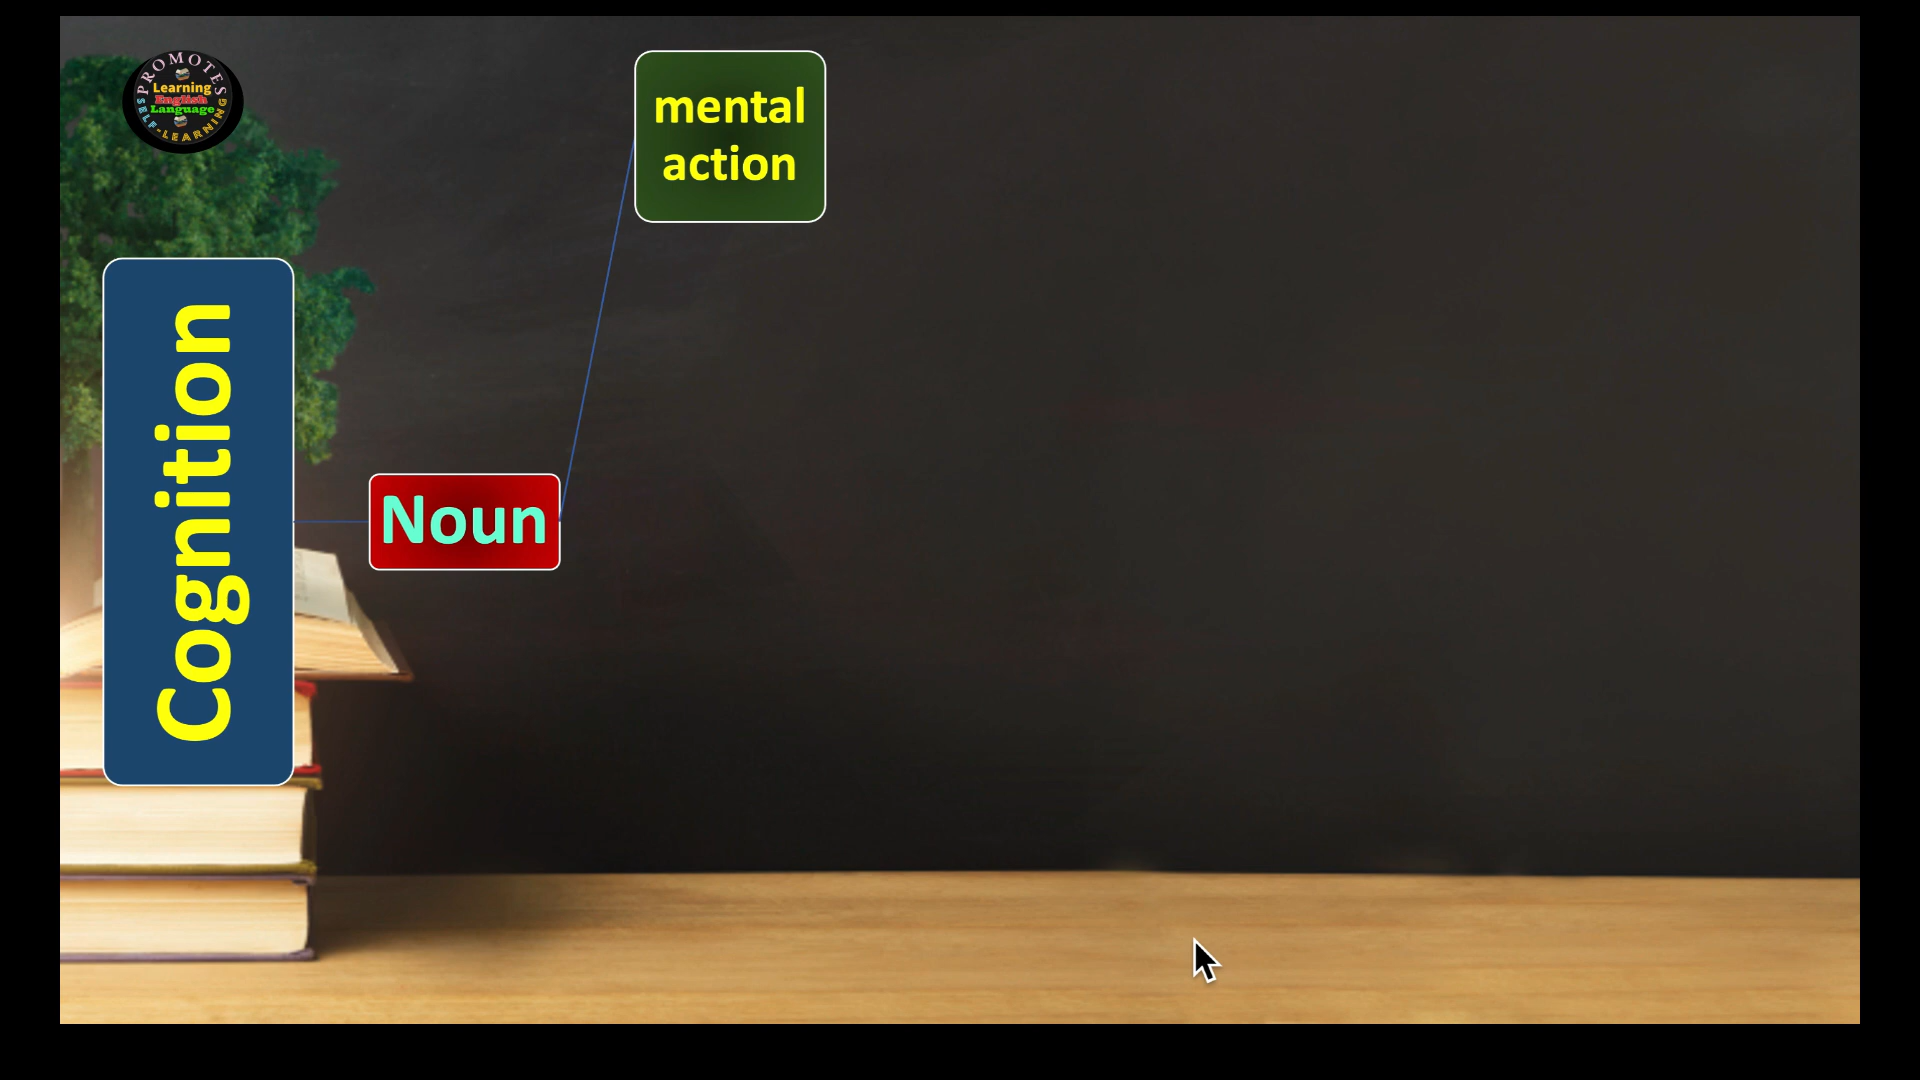 PROMOTES
Learning
English
Language
SELF-LEARNING
mental
action
Cognition
Noun